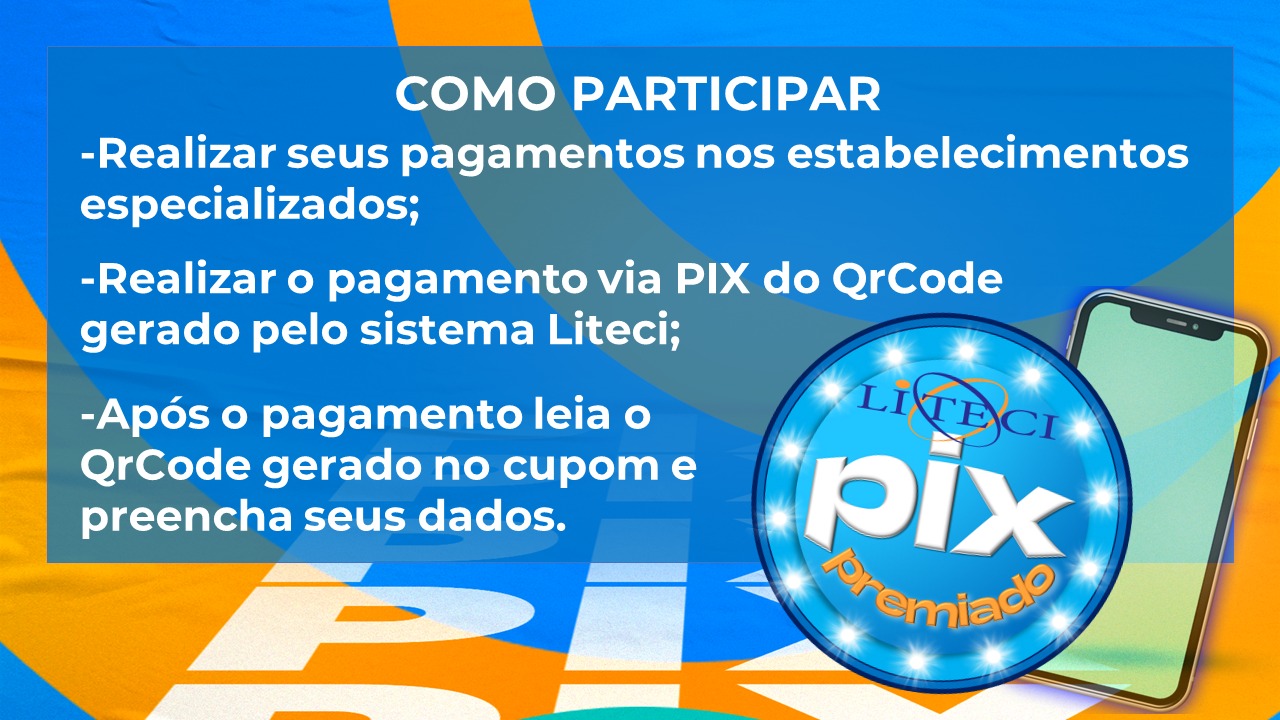 COMO PARTICIPAR
-Realizar seus pagamentos nos estabelecimentos
especializados;
-Realizar o pagamento via PIX do QrCode
gerado pelo sistema Liteci;
-Após o pagamento leia o
QrCode gerado no cupom e
preencha seus dados.
LITECI
pix
premiado
PIX